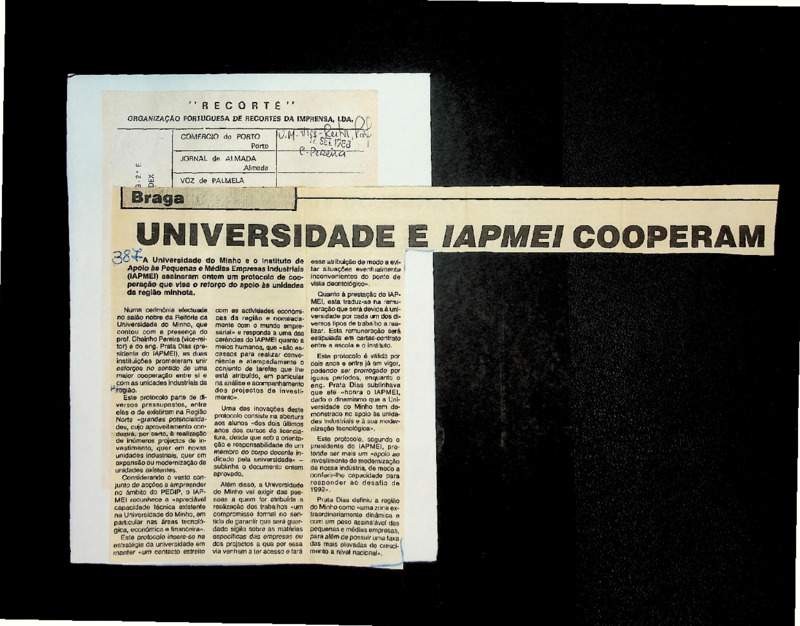 "RECORTE"
ORGANIZAÇÃO PORTUGUESA DE RECORTES DA IMPRENSA, LDA.
COMERCIO do PORTO
Porto
JORNAL de ALMADA
Almada
VOZ de PALMELA
U.M-Vice-Reitor, Prof
C. Pereira
Braga
UNIVERSIDADE E IAPMEI COOPERAM
387
A Universidade do Minho e o Instituto de
Apoio às Pequenas e Médias Empresas Industriais
(IAPMEI) assinaram ontem um protocolo de coo-
peração que visa o reforço do apoio às unidades
da região minhota.
Numa cerimónia efectuada
no salão nobre da Reitoria da
Universidade do Minho, que
contou com a presença do
prof. Chainho Pereira (vice-rei-
tor) e do eng. Prata Dias (pre-
sidente do IAPMEI), as duas
instituições prometeram unir
esforços no sentido de uma
maior cooperação entre si e
com as unidades industriais da
região.
Este protocolo parte de di-
versos pressupostos, entre
eles o de existirem na Região
Norte «grandes potencialida-
des, cujo aproveitamento con-
duzirá, por certo, à realização
de inúmeros projectos de in-
vestimento, quer em novas
unidades industriais, quer em
expansão ou modernização de
unidades existentes.
Considerando o vasto con-
junto de acções a empreender
no âmbito do PEDIP, o IAP-
MEI reconhece a «apreciável
capacidade técnica existente
na Universidade do Minho, em
particular nas áreas tecnoló-
gica, económica e financeira».
Este protocolo insere-se na
estratégia da universidade em
manter «um contacto estreito
com as actividades económi-
cas da região e nomeada-
mente com o mundo empre-
sarial» e responde a uma das
carências do IAPMEI quanto a
meios humanos, que «são es-
cassos para realizar conve-
niente e atempadamente o
conjunto de tarefas que lhe
está atribuído, em particular
na análise e acompanhamento
dos projectos de investi-
mento».
Uma das inovações deste
protocolo consiste na abertura
aos alunos «dos dois últimos
anos dos cursos de licencia-
tura, desde que sob a orienta-
ção e responsabilidade de um
membro do corpo docente in-
dicado pela universidade» –
sublinha o documento ontem
aprovado.
Além disso, a Universidade
do Minho vai exigir das pes-
soas a quem for atribuída a
realização dos trabalhos «um
compromisso formal no sen-
tido de garantir que será guar-
dado sigilo sobre as matérias
específicas das empresas ou
dos projectos a que por essa
via venham a ter acesso e fará
essa atribuição de modo a evi-
tar situações eventualmente
inconvenientes do ponto de
vista deontológico».
Quanto à prestação do IAP-
MEI, esta traduz-se na remu-
neração que será devida à uni-
versidade por cada um dos di-
versos tipos de trabalho a rea-
lizar. Esta remuneração será
estipulada em cartas-contrato
entre a escola e o instituto.
Este protocolo é válido por
dois anos e entra já em vigor,
podendo ser prorrogado por
iguais períodos, enquanto o
eng. Prata Dias sublinhava
que ele «honra o IAPMEI,
dado o dinamismo que a Uni-
versidade do Minho tem de-
monstrado no apoio às unida-
des industriais e à sua moder-
nização tecnológica».
Este protocolo, segundo o
presidente do IAPMEI, pre-
tende ser mais um «apoio ao
investimento de modernização
da nossa indústria, de modo a
conferir-lhe capacidade para
responder ao desafio de
1992».
Prata Dias definiu a região
do Minho como «uma zona ex-
traordinariamente dinâmica e
com um peso assinalável das
pequenas e médias empresas,
para além de possuir uma taxa
das mais elevadas de cresci-
mento a nível nacional».